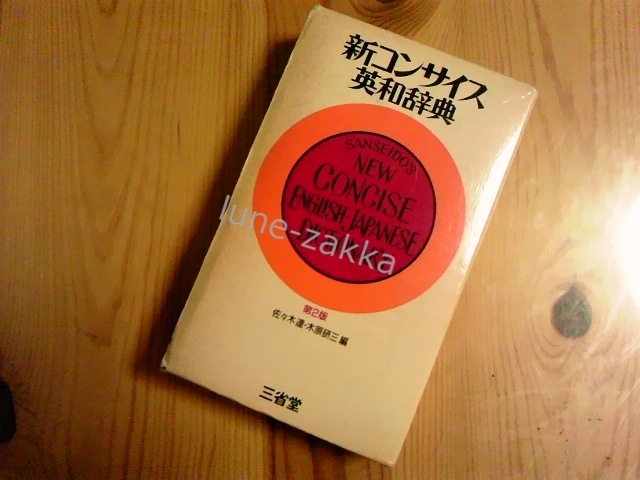 新コンサイス
英和辞典
SANSEIDO'S
NEW
CONCISE
ENGLISH-JAPANESE
lune-zakka
第2版
佐々木達・木原研三 編
三省堂